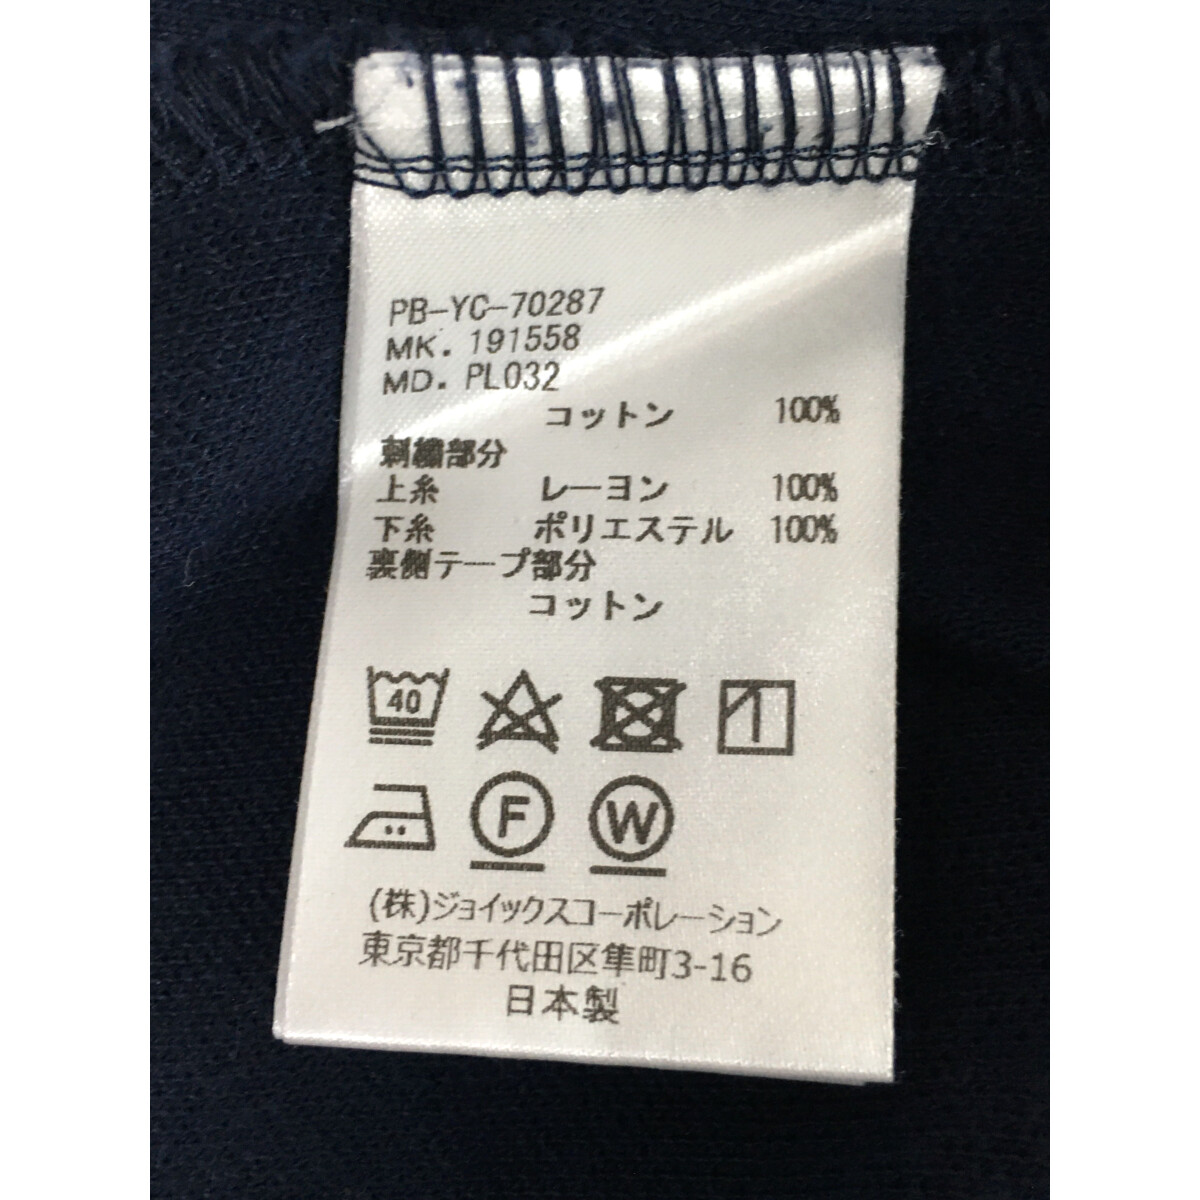 PB-YC-70287
MK. 191558
MD. PL032
コットン 100%
刺繍部分
上糸 レーヨン 100%
下糸 ポリエステル 100%
裏側テープ部分
コットン
40
F W
(株)ジョイックスコーポレーション
東京都千代田区隼町3-16
日本製